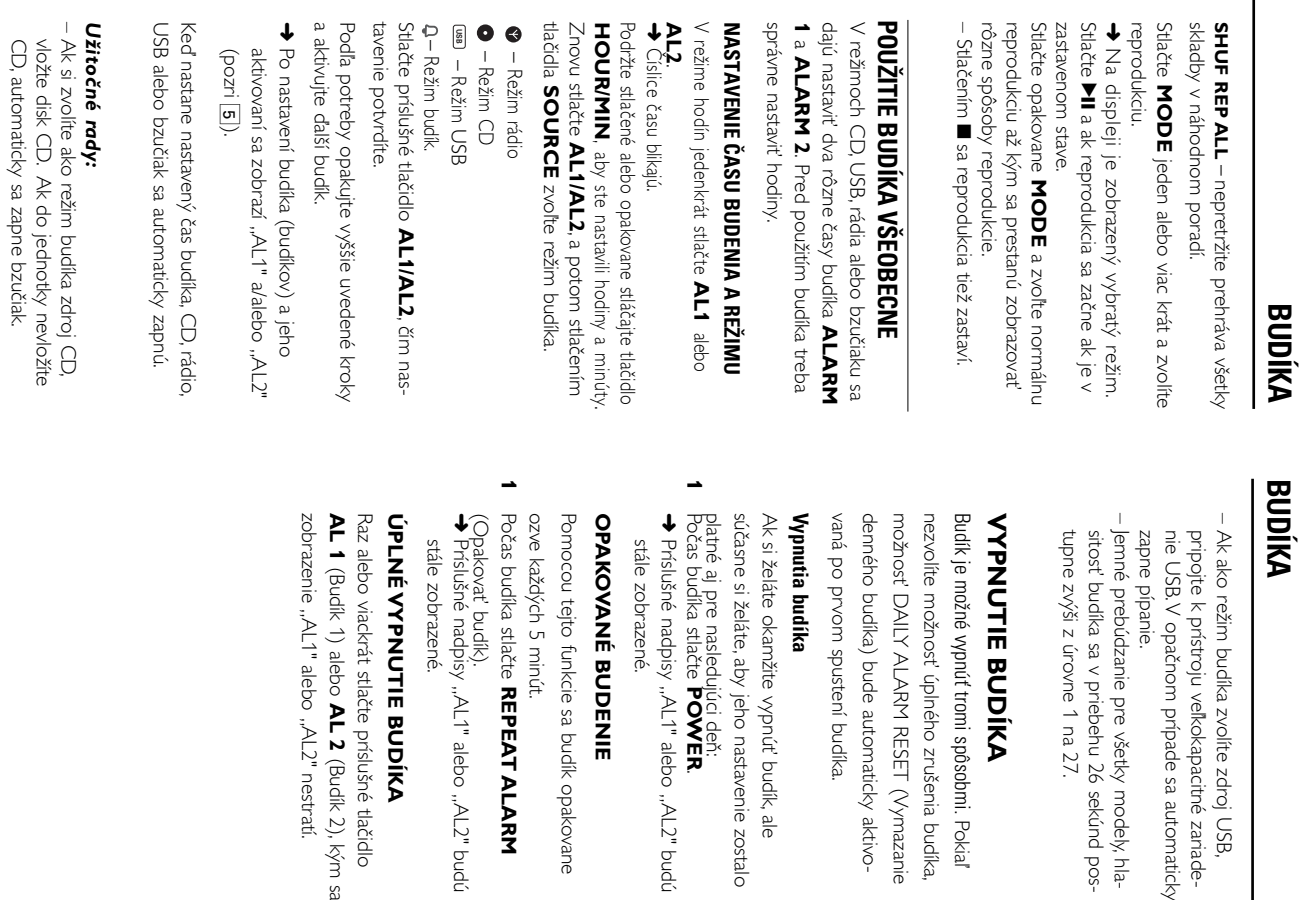 BUDÍKA
SHUF REP ALL – nepretržite prehráva všetky
skladby v náhodnom poradí.
Stlačte MODE jeden alebo viac krát a zvolíte
reprodukciu.
➜ Na displeji je zobrazený vybratý režim.
Stlačte ▶II a ak reprodukcia sa začne ak je v
zastavenom stave.
Stlačte opakovane MODE a zvoľte normálnu
reprodukciu až kým sa prestanú zobrazovať
rôzne spôsoby reprodukcie.
– Stlačením ■ sa reprodukcia tiež zastaví.
POUŽITIE BUDÍKA VŠEOBECNE
V režimoch CD, USB, rádia alebo bzučiaku sa
dajú nastaviť dva rôzne časy budíka ALARM
1 a ALARM 2. Pred použitím budíka treba
správne nastaviť hodiny.
NASTAVENIE ČASU BUDENIA A REŽIMU
V režime hodín jedenkrát stlačte AL.1 alebo
AL2.
➜ Číslice času blikajú.
Podržte stlačené alebo opakovane stláčajte tlačidlo
HOUR/MIN, aby ste nastavili hodiny a minúty.
Znovu stlačte AL1/AL2, a potom stlačením
tlačidla SOURCE zvoľte režim budíka.
– Režim rádio
– Režim CD
USB – Režim USB
– Režim budík.
Stlačte príslušné tlačidlo AL1/AL2, čím nas-
tavenie potvrdíte.
Podľa potreby opakujte vyššie uvedené kroky
a aktivujte ďalší budík.
➜ Po nastavení budíka (budíkov) a jeho
aktivovaní sa zobrazí „AL1" a/alebo „AL2"
(pozri 5).
Keď nastane nastavený čas budíka, CD, rádio,
USB alebo bzučiak sa automaticky zapnú.
Užitočné rady:
– Ak si zvolíte ako režim budíka zdroj CD,
vložte disk CD. Ak do jednotky nevložíte
CD, automaticky sa zapne bzučiak.
BUDÍKA
– Ak ako režim budíka zvolíte zdroj USB,
pripojte k prístroju veľkokapacitné zariade-
nie USB. V opačnom prípade sa automaticky
zapne pípanie.
– Jemné prebúdzanie pre všetky modely, hla-
sitosť budíka sa v priebehu 26 sekúnd pos-
tupne zvýši z úrovne 1 na 27.
VYPNUTIE BUDÍKA
Budík je možné vypnúť tromi spôsobmi. Pokiaľ
nezvolíte možnosť úplného zrušenia budíka,
možnosť DAILY ALARM RESET (Vymazanie
denného budíka) bude automaticky aktivo-
vaná po prvom spustení budíka.
Vypnutia budíka
Ak si želáte okamžite vypnúť budík, ale
súčasne si želáte, aby jeho nastavenie zostalo
platné aj pre nasledujúci deň:
1 Počas budíka stlačte POWER.
➜ Príslušné nadpisy „AL1" alebo „AL2" budú
stále zobrazené.
OPAKOVANÉ BUDENIE
Pomocou tejto funkcie sa budík opakovane
ozve každých 5 minút.
1 Počas budíka stlačte REPEAT ALARM
(Opakovať budík).
➜ Príslušné nadpisy „AL1" alebo „AL2" budú
stále zobrazené.
ÚPLNÉ VYPNUTIE BUDÍKA
Raz alebo viackrát stlačte príslušné tlačidlo
AL 1 (Budík 1) alebo AL 2 (Budík 2), kým sa
zobrazenie „AL1" alebo „AL2" nestratí.